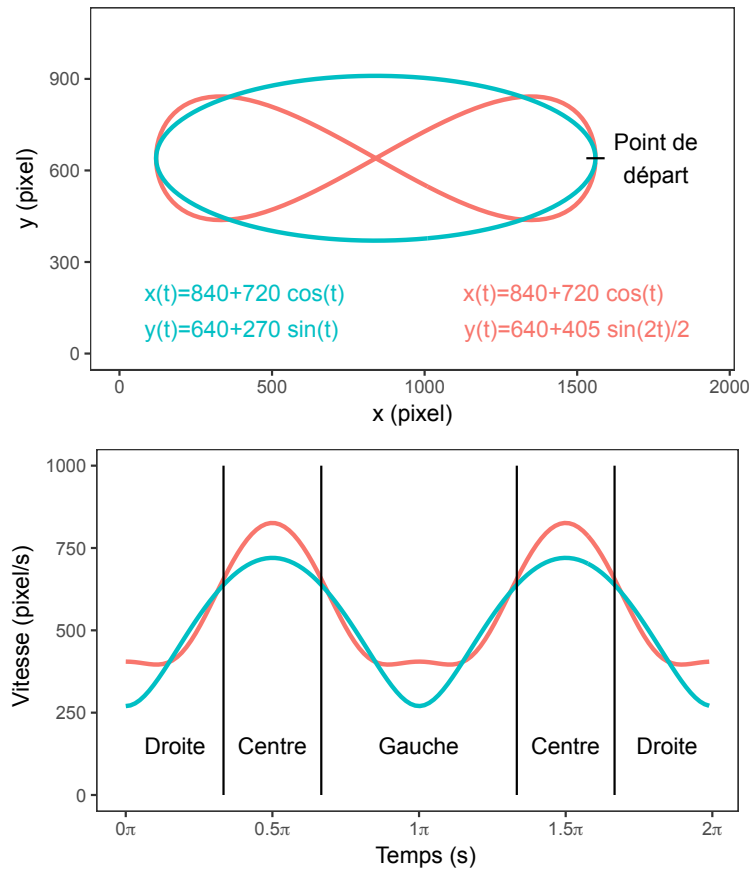 900
600
300
0
y (pixel)
Point de
départ
x(t)=840+720 cos(t)
y(t)=640+270 sin(t)
x(t)=840+720 cos(t)
y(t)=640+405 sin(2t)/2
0 500 1000 1500 2000
x (pixel)
1000
750
500
250
0
Vitesse (pixel/s)
Droite Centre Gauche Centre Droite
0π 0.5π 1π 1.5π 2π
Temps (s)